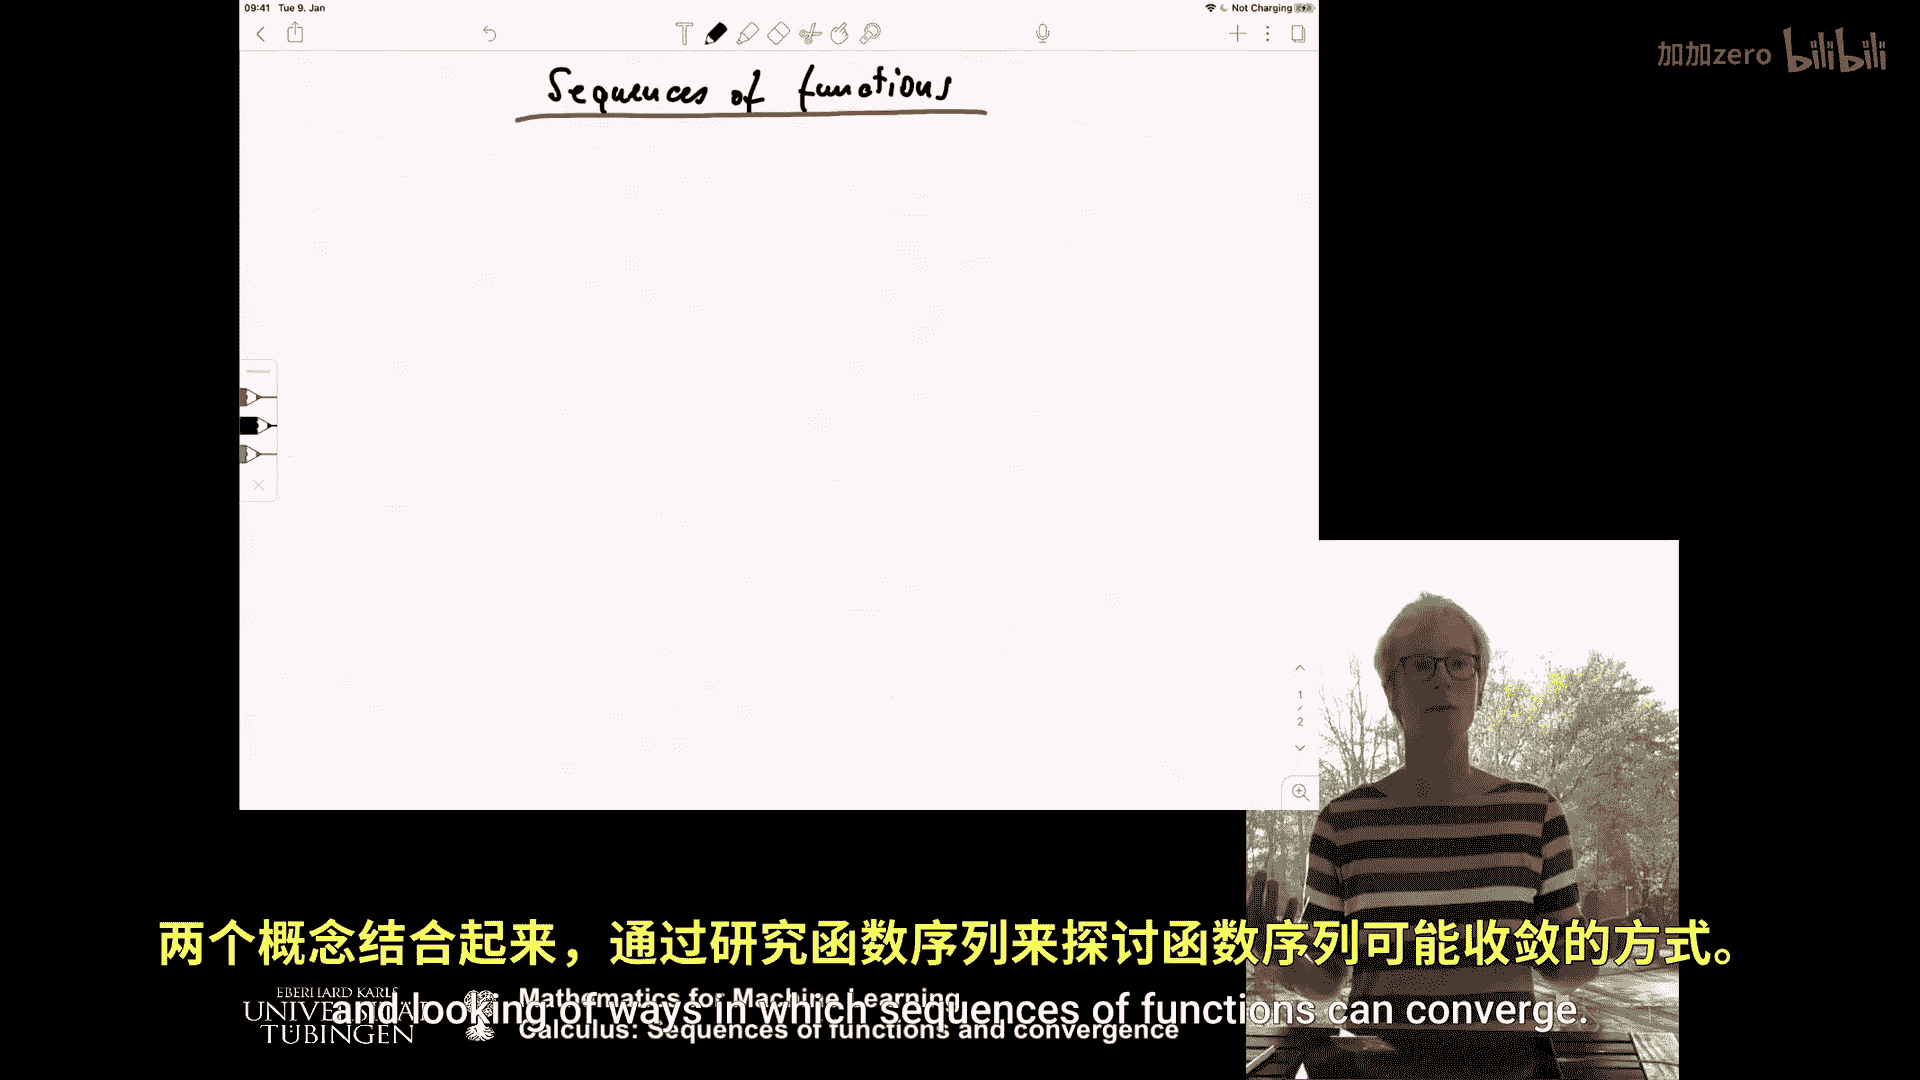 09:41 Tue 9. Jan
Not Charging
加加zero bilibili
Sequences of functions
1
2
两个概念结合起来，通过研究函数序列来探讨函数序列可能收敛的方式。
EBERHARD KARLS
UNIVERSITÄT
TÜBINGEN
Mathematics for Machine Learning
and looking of ways in which sequences of functions can converge.
Calculus: Sequences of functions and convergence